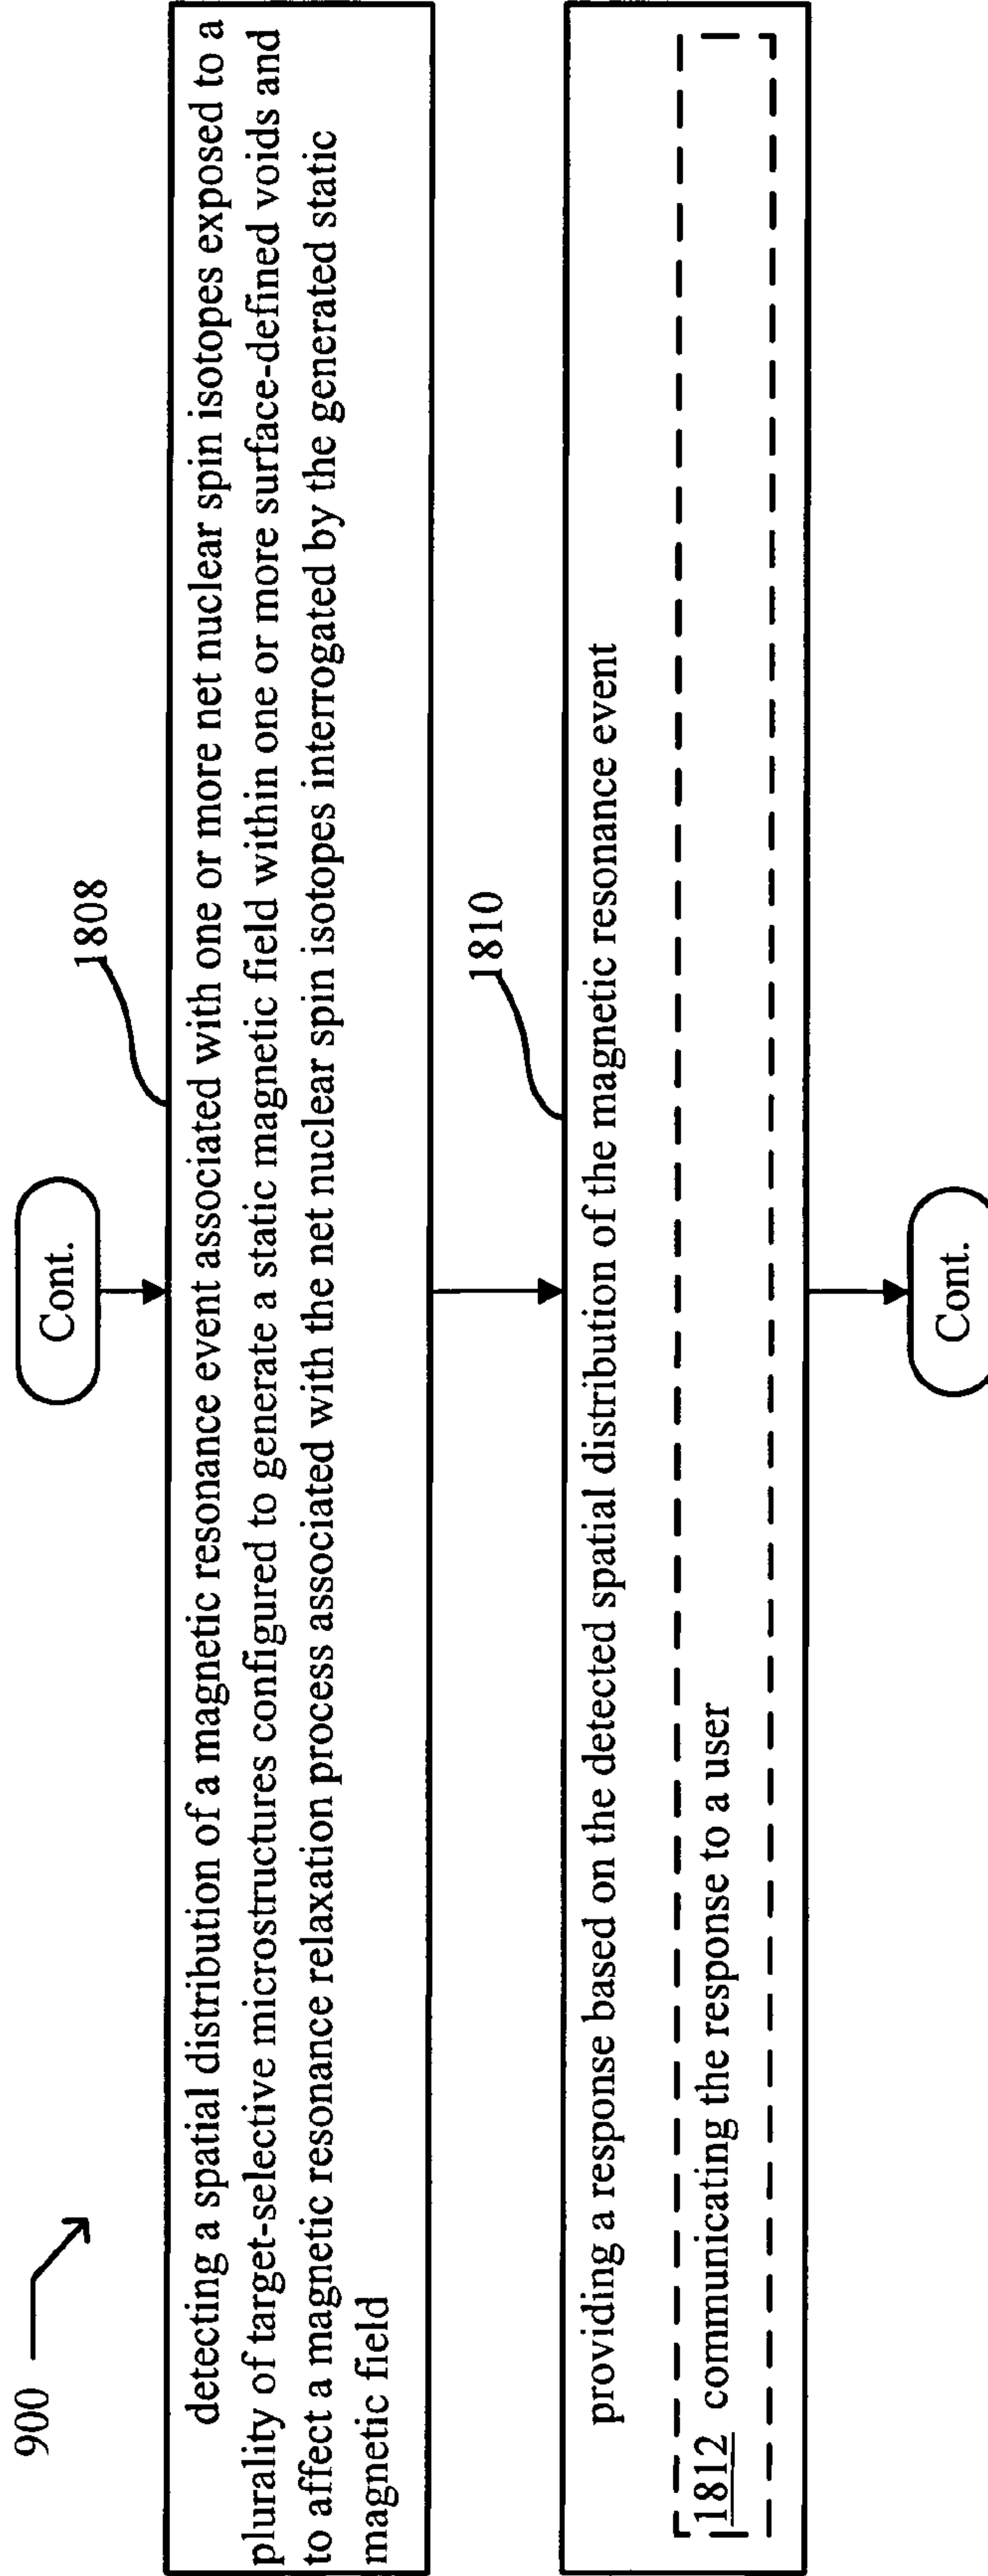 900
Cont.
1808
detecting a spatial distribution of a magnetic resonance event associated with one or more net nuclear spin isotopes exposed to a
plurality of target-selective microstructures configured to generate a static magnetic field within one or more surface-defined voids and
to affect a magnetic resonance relaxation process associated with the net nuclear spin isotopes interrogated by the generated static
magnetic field
1810
providing a response based on the detected spatial distribution of the magnetic resonance event
1812 communicating the response to a user
Cont.